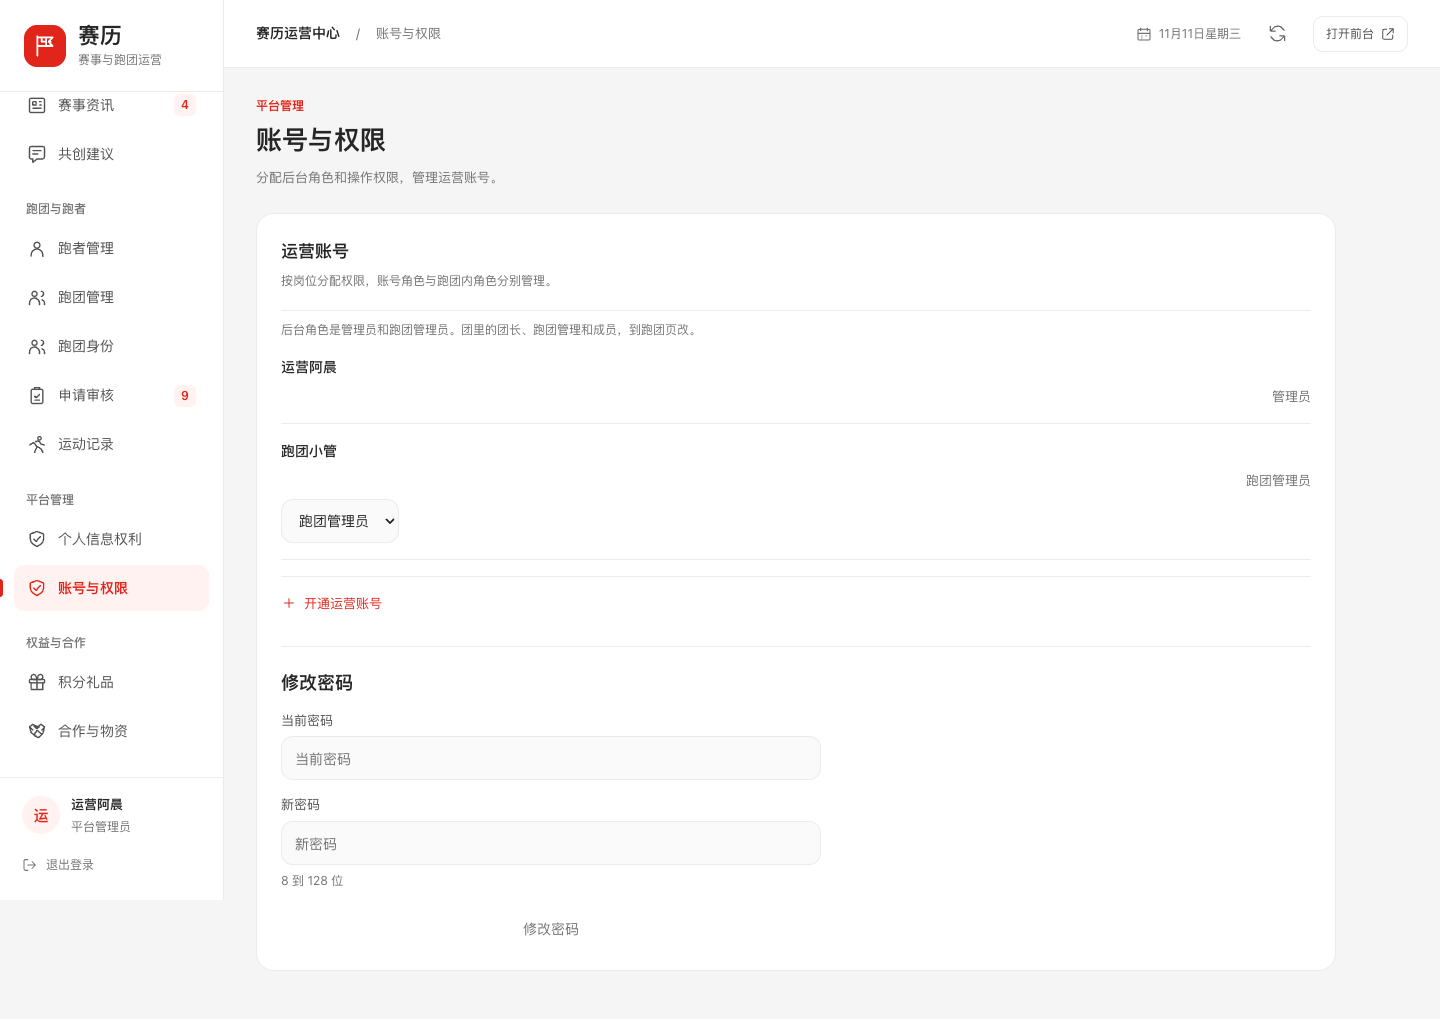 赛历
赛事与跑团运营
赛历运营中心 / 账号与权限
11月11日星期三
打开前台
赛事资讯 4
共创建议
跑团与跑者
跑者管理
跑团管理
跑团身份
申请审核 9
运动记录
平台管理
个人信息权利
账号与权限
权益与合作
积分礼品
合作与物资
运
运营阿晨
平台管理员
退出登录
平台管理
账号与权限
分配后台角色和操作权限，管理运营账号。
运营账号
按岗位分配权限，账号角色与跑团内角色分别管理。
后台角色是管理员和跑团管理员。团里的团长、跑团管理和成员，到跑团页改。
运营阿晨
管理员
跑团小管
跑团管理员
跑团管理员
开通运营账号
修改密码
当前密码
当前密码
新密码
新密码
8 到 128 位
修改密码